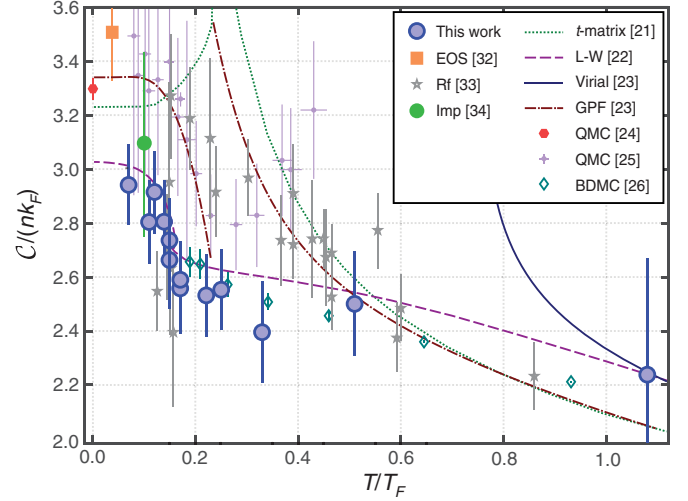 3.6
3.4
3.2
3.0
2.8
2.6
2.4
2.2
2.0
C/(nk_F)
0.0
0.2
0.4
0.6
0.8
1.0
T/T_F
This work
EOS [32]
Rf [33]
Imp [34]
t-matrix [21]
L-W [22]
Virial [23]
GPF [23]
QMC [24]
QMC [25]
BDMC [26]